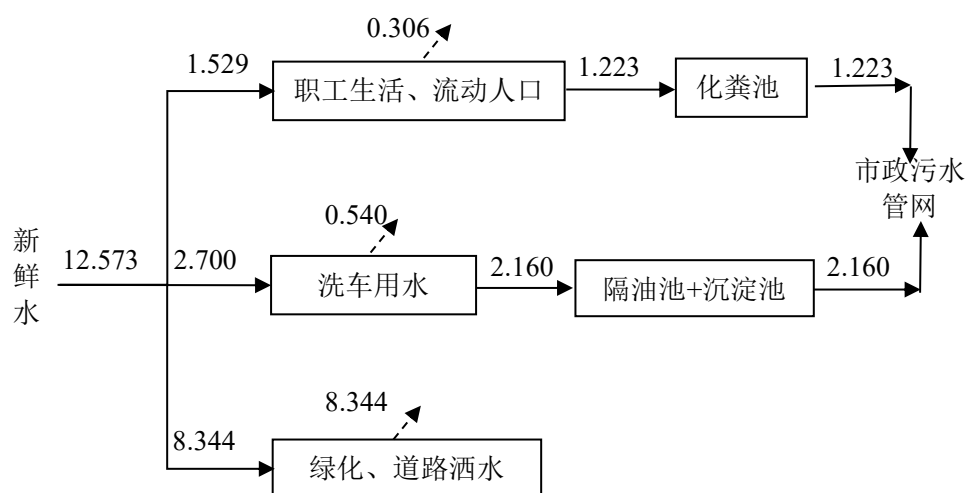 0.306
1.529
职工生活、流动人口
1.223
化粪池
1.223
市政污水
管网
新
鲜
水
12.573
2.700
0.540
洗车用水
2.160
隔油池+沉淀池
2.160
8.344
8.344
绿化、道路洒水